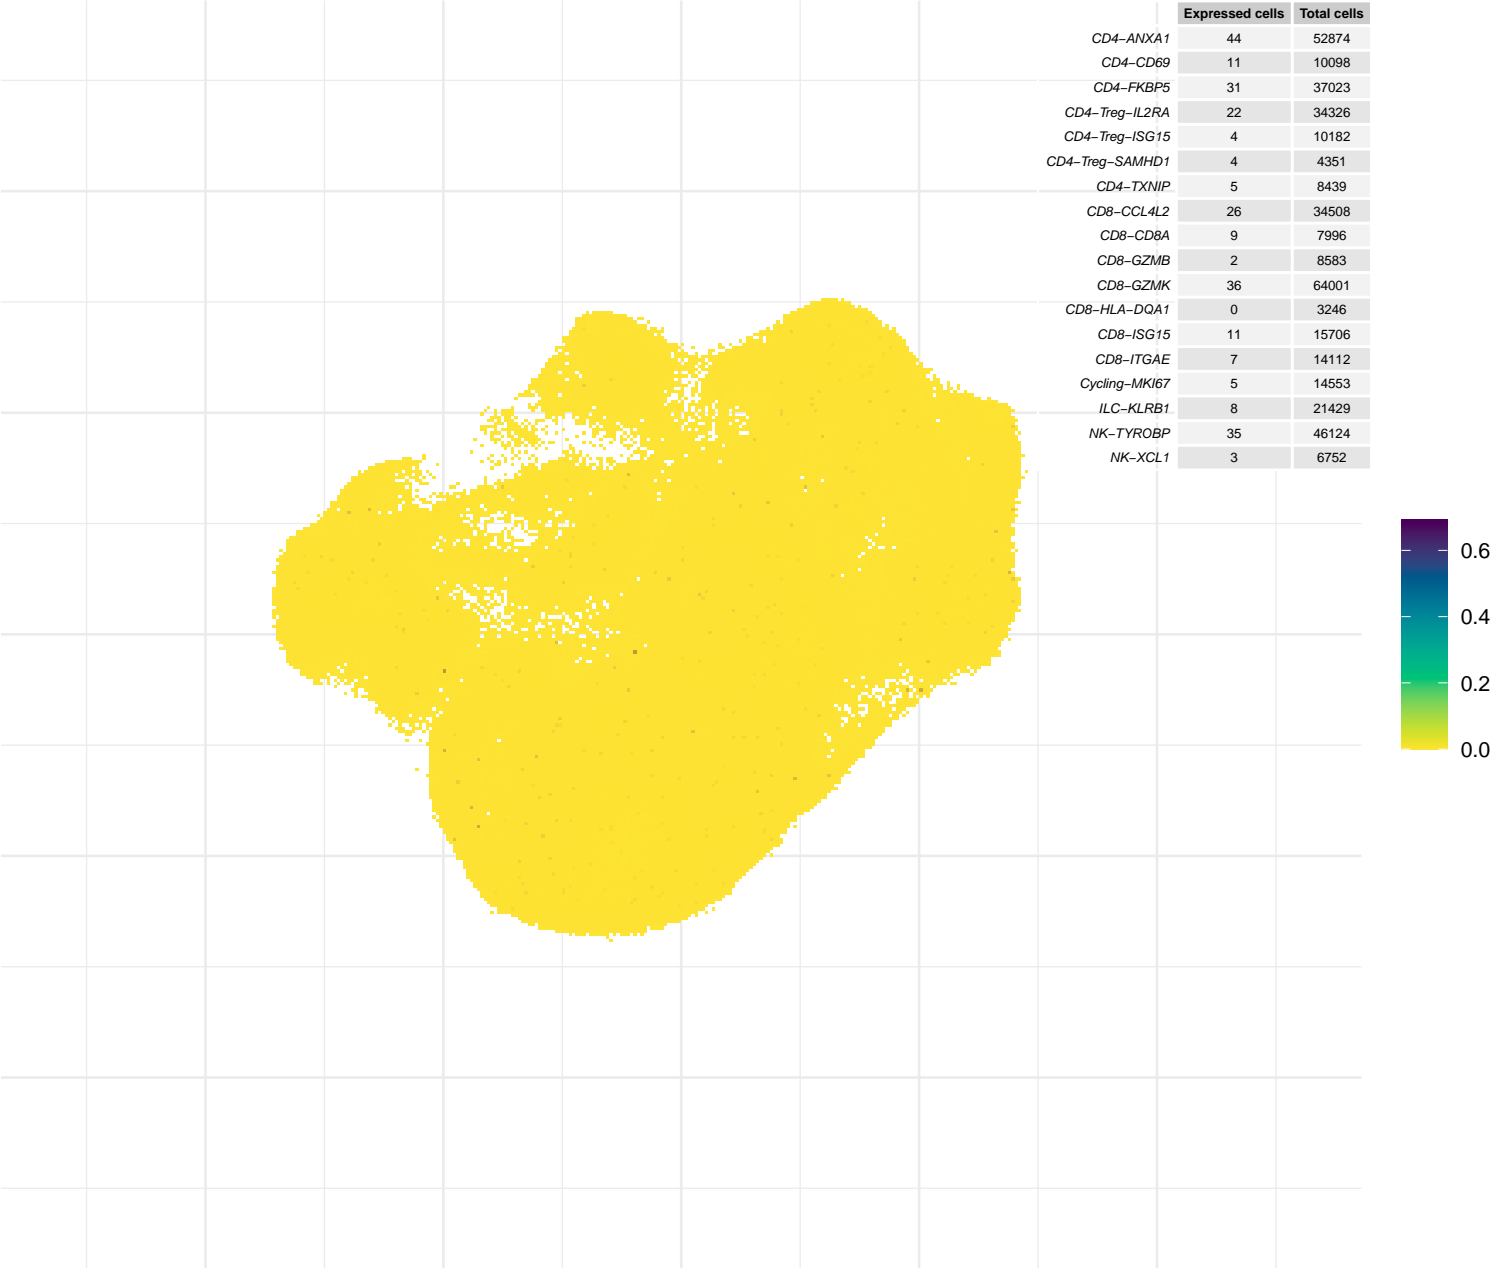 Expressed cells Total cells
CD4−ANXA1 44 52874
CD4−CD69 11 10098
CD4−FKBP5 31 37023
CD4−Treg−IL2RA 22 34326
CD4−Treg−ISG15 4 10182
CD4−Treg−SAMHD1 4 4351
CD4−TXNIP 5 8439
CD8−CCL4L2 26 34508
CD8−CD8A 9 7996
CD8−GZMB 2 8583
CD8−GZMK 36 64001
CD8−HLA−DQA1 0 3246
CD8−ISG15 11 15706
CD8−ITGAE 7 14112
Cycling−MKI67 5 14553
ILC−KLRB1 8 21429
NK−TYROBP 35 46124
NK−XCL1 3 6752
0.6
0.4
0.2
0.0